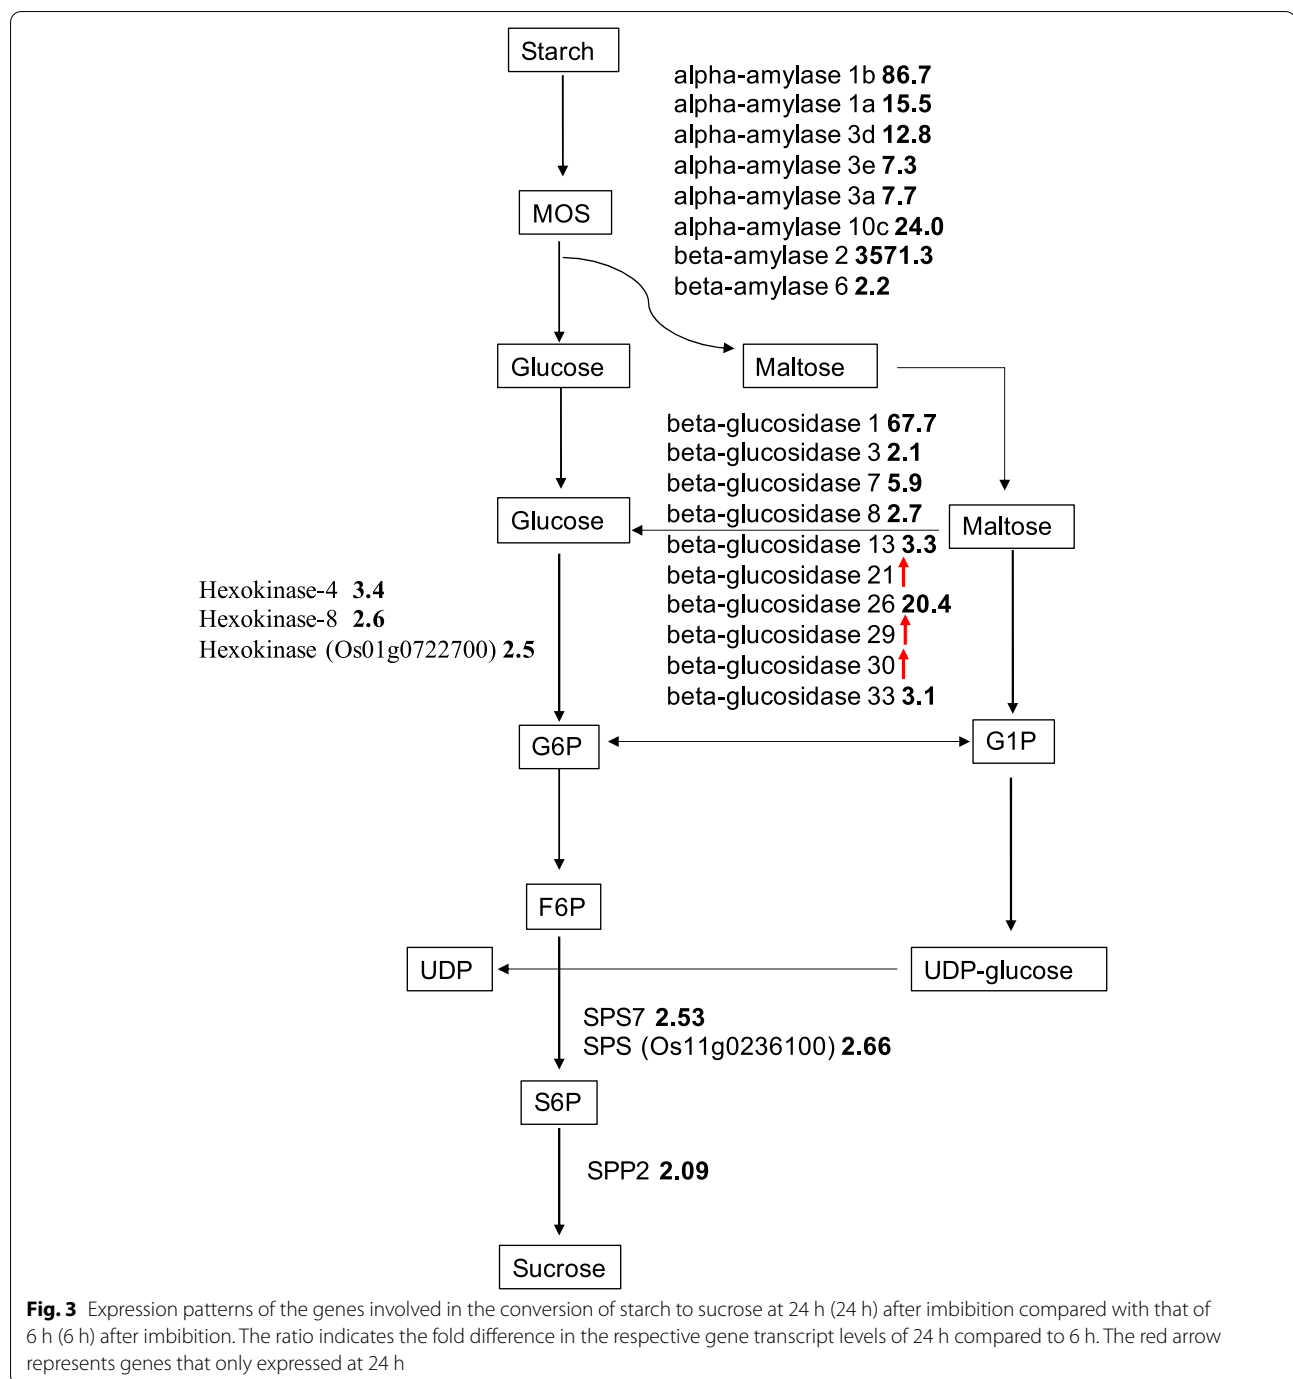 Starch
alpha-amylase 1b 86.7
alpha-amylase 1a 15.5
alpha-amylase 3d 12.8
alpha-amylase 3e 7.3
alpha-amylase 3a 7.7
alpha-amylase 10c 24.0
beta-amylase 2 3571.3
beta-amylase 6 2.2
MOS
Glucose
Maltose
beta-glucosidase 1 67.7
beta-glucosidase 3 2.1
beta-glucosidase 7 5.9
beta-glucosidase 8 2.7
beta-glucosidase 13 3.3
beta-glucosidase 21
beta-glucosidase 26 20.4
beta-glucosidase 29
beta-glucosidase 30
beta-glucosidase 33 3.1
Glucose
Maltose
Hexokinase-4 3.4
Hexokinase-8 2.6
Hexokinase (Os01g0722700) 2.5
G6P
G1P
F6P
UDP
UDP-glucose
SPS7 2.53
SPS (Os11g0236100) 2.66
S6P
SPP2 2.09
Sucrose
Fig. 3 Expression patterns of the genes involved in the conversion of starch to sucrose at 24 h (24 h) after imbibition compared with that of
6 h (6 h) after imbibition. The ratio indicates the fold difference in the respective gene transcript levels of 24 h compared to 6 h. The red arrow
represents genes that only expressed at 24 h